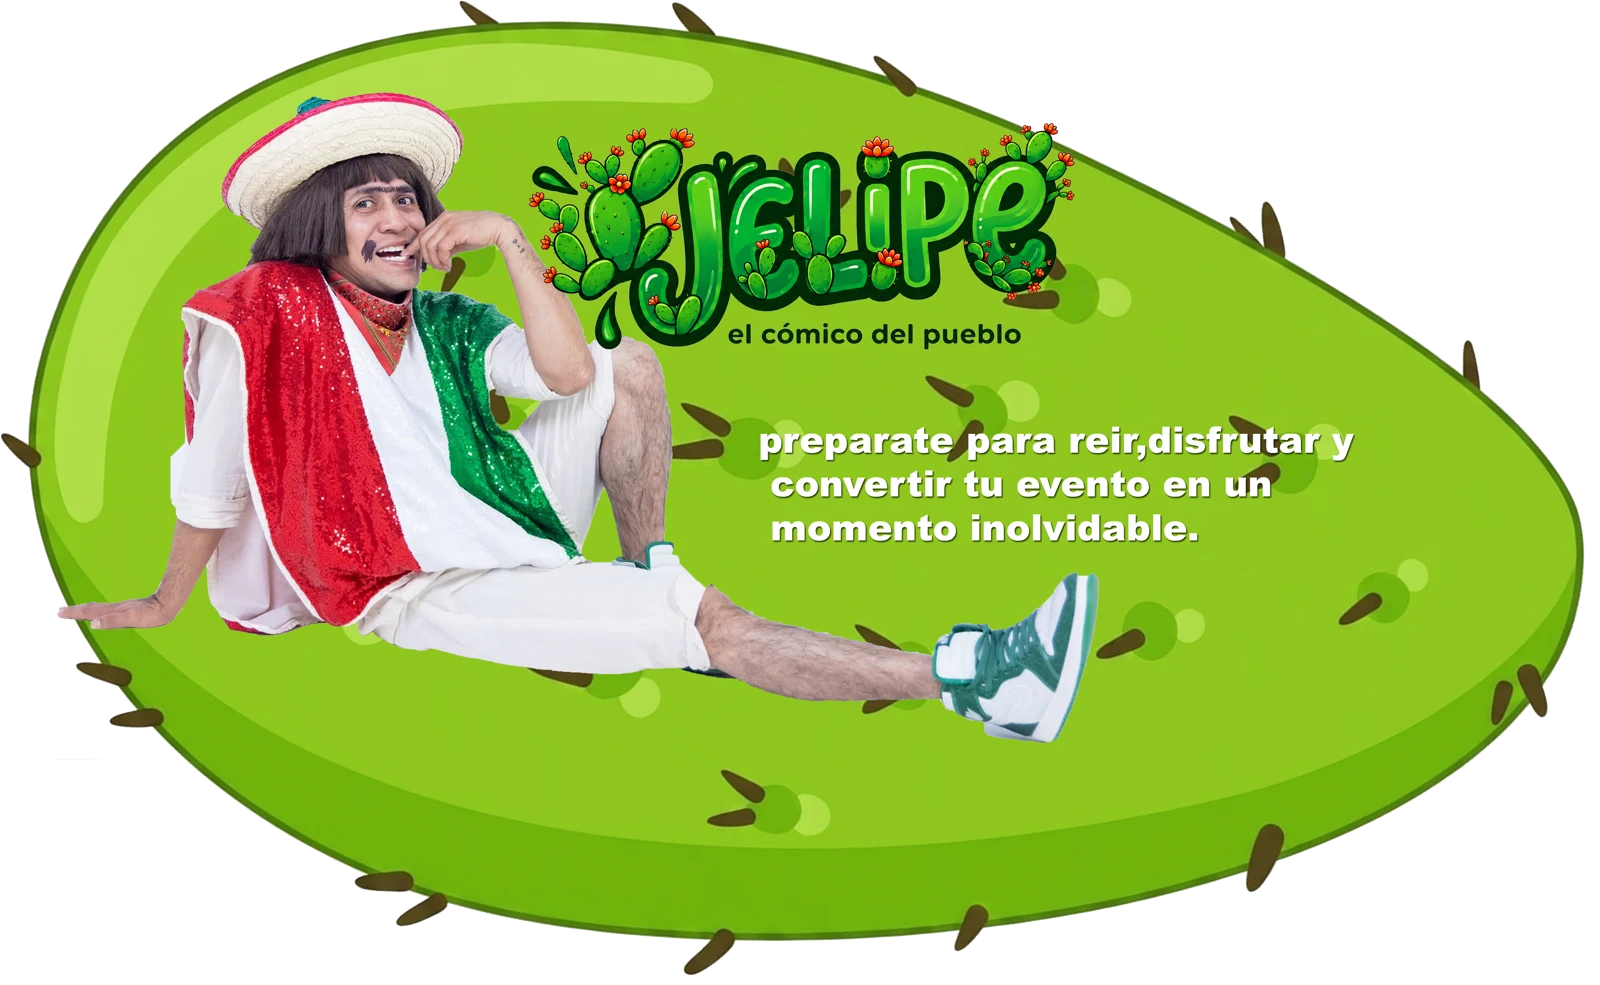 JELiPe
el cómico del pueblo
preparate para reir,disfrutar y
convertir tu evento en un
momento inolvidable.